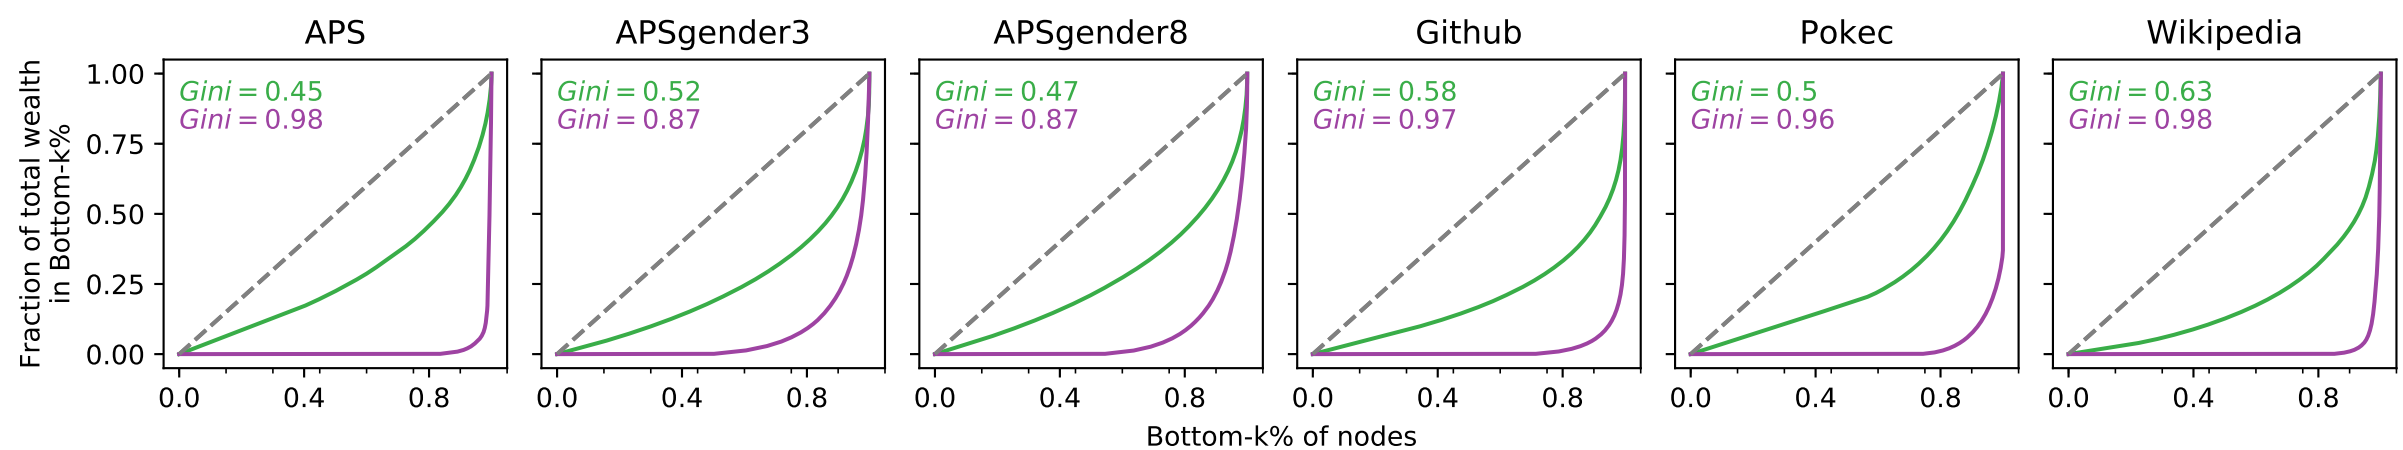 APS
APSgender3
APSgender8
Github
Pokec
Wikipedia
Fraction of total wealth
in Bottom-k%
1.00
0.75
0.50
0.25
0.00
Gini = 0.45
Gini = 0.98
Gini = 0.52
Gini = 0.87
Gini = 0.47
Gini = 0.87
Gini = 0.58
Gini = 0.97
Gini = 0.5
Gini = 0.96
Gini = 0.63
Gini = 0.98
0.0 0.4 0.8
0.0 0.4 0.8
0.0 0.4 0.8
0.0 0.4 0.8
0.0 0.4 0.8
0.0 0.4 0.8
Bottom-k% of nodes